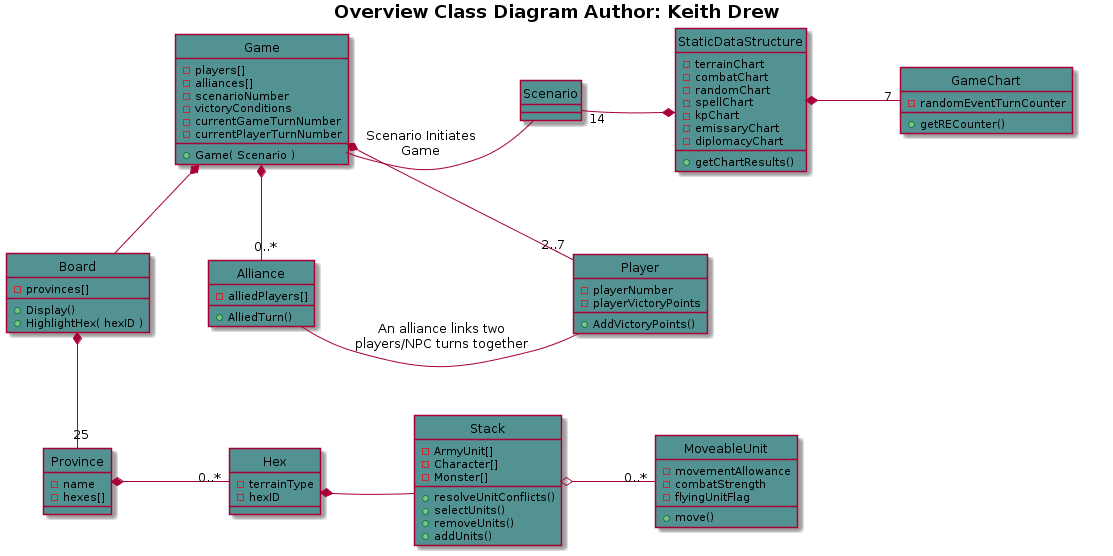 Overview Class Diagram Author: Keith Drew
Game
players[]
alliances[]
scenarioNumber
victoryConditions
currentGameTurnNumber
currentPlayerTurnNumber
Game( Scenario )
Scenario Initiates
Game
Scenario
14
StaticDataStructure
terrainChart
combatChart
randomChart
spellChart
kpChart
emissaryChart
diplomacyChart
getChartResults()
7
GameChart
randomEventTurnCounter
getRECounter()
0..*
2..7
Board
provinces[]
Display()
HighlightHex( hexID )
Alliance
alliedPlayers[]
AlliedTurn()
Player
playerNumber
playerVictoryPoints
AddVictoryPoints()
An alliance links two
players/NPC turns together
25
Province
name
hexes[]
0..*
Hex
terrainType
hexID
Stack
ArmyUnit[]
Character[]
Monster[]
resolveUnitConflicts()
selectUnits()
removeUnits()
addUnits()
0..*
MoveableUnit
movementAllowance
combatStrength
flyingUnitFlag
move()